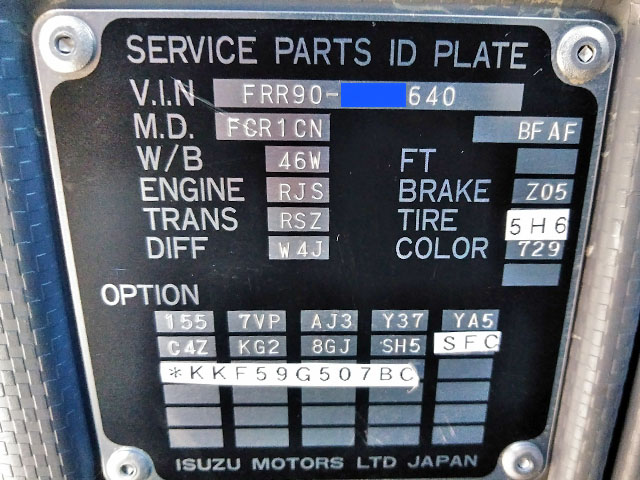 SERVICE PARTS ID PLATE
V.I.N FRR90- 640
M.D. FCR1CN BFAF
W/B 46W FT
ENGINE RJS BRAKE Z05
TRANS RSZ TIRE 5H6
DIFF W4J COLOR 729
OPTION
155 7VP AJ3 Y37 YA5
C4Z KG2 8GJ SH5 SFC
*KKF59G507BC
ISUZU MOTORS LTD JAPAN